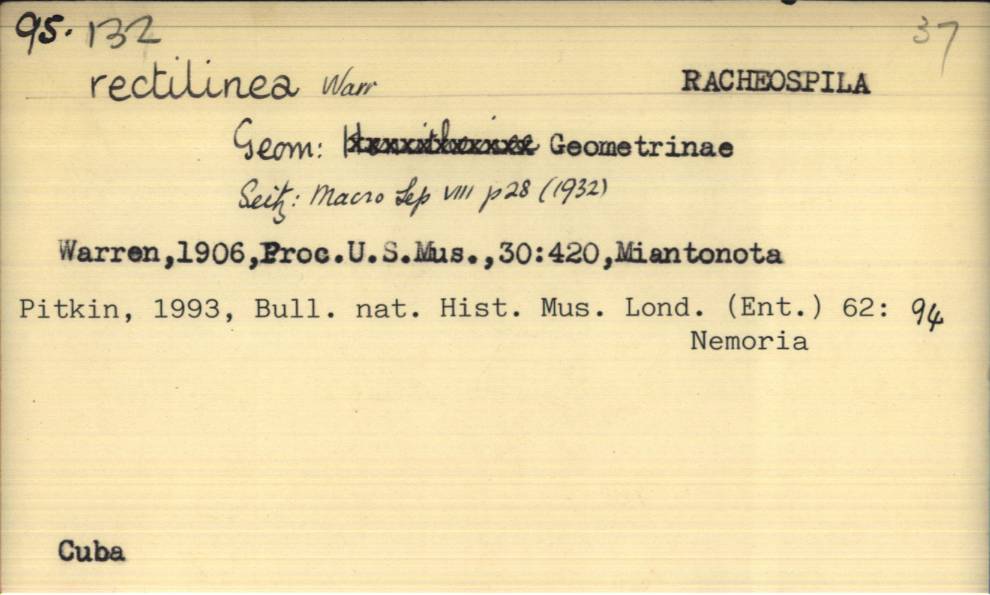 95. 132 37
rectilinea Warr RACHEOSPILA
Geom: Geometrinae
Seitz: Macro Lep VIII p28 (1932)
Warren,1906,Proc.U.S.Mus.,30:420,Miantonota
Pitkin, 1993, Bull. nat. Hist. Mus. Lond. (Ent.) 62: 94
Nemoria
Cuba